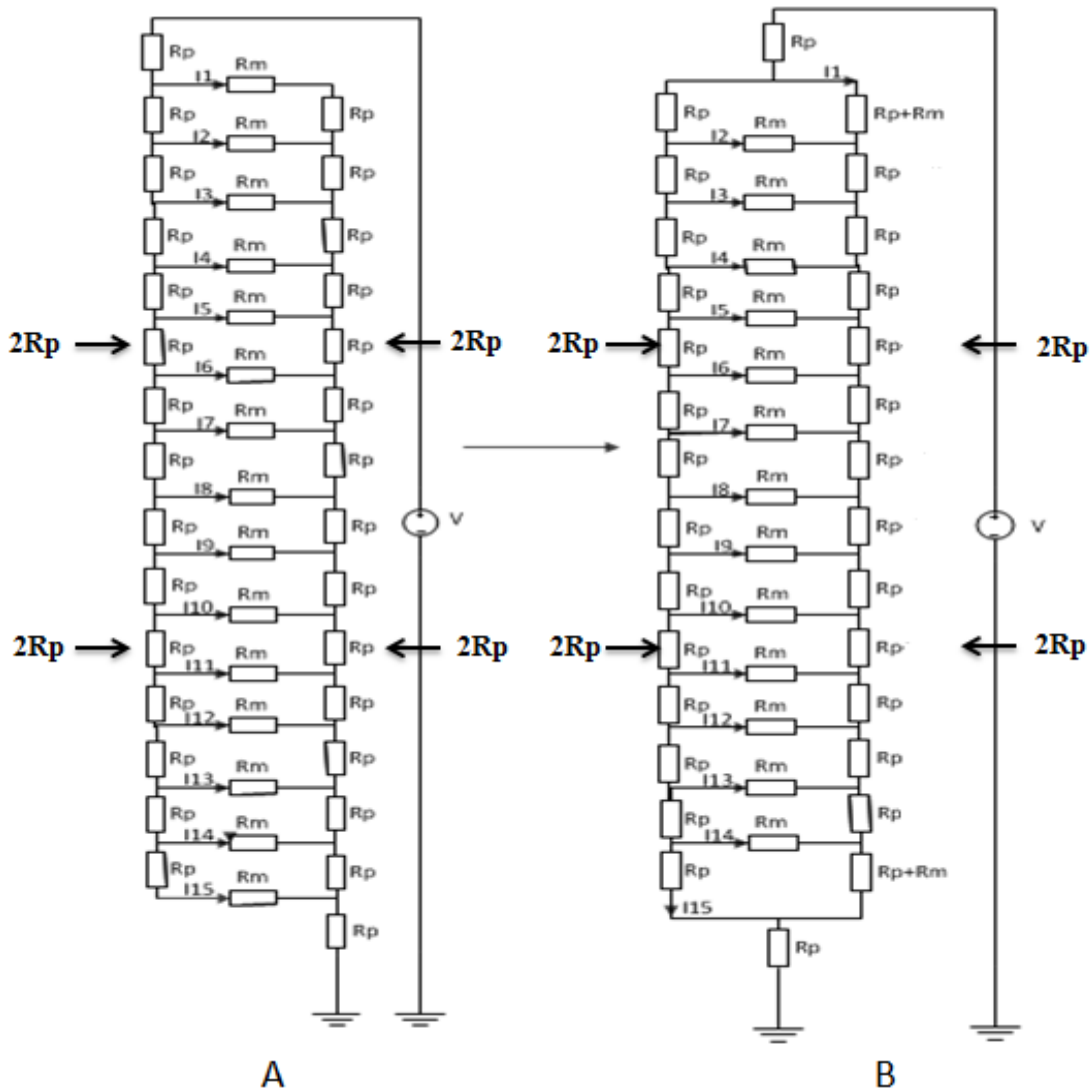 Rp
I1 Rm
Rp Rp
I2 Rm
Rp Rp
I3 Rm
Rp Rp
I4 Rm
Rp Rp
I5 Rm
2Rp Rp Rp 2Rp
I6 Rm
Rp Rp
I7 Rm
Rp Rp
I8 Rm
Rp Rp
I9 Rm
Rp Rp
I10 Rm
2Rp Rp Rp 2Rp
I11 Rm
Rp Rp
I12 Rm
Rp Rp
I13 Rm
Rp Rp
I14 Rm
Rp Rp
I15 Rm
Rp
V
A
Rp
I1
Rp Rp+Rm
I2 Rm
Rp Rp
I3 Rm
Rp Rp
I4 Rm
Rp Rp
I5 Rm
2Rp Rp Rp 2Rp
I6 Rm
Rp Rp
I7 Rm
Rp Rp
I8 Rm
Rp Rp
I9 Rm
Rp Rp
I10 Rm
2Rp Rp Rp 2Rp
I11 Rm
Rp Rp
I12 Rm
Rp Rp
I13 Rm
Rp Rp
I14 Rm
Rp Rp+Rm
I15
Rp
V
B